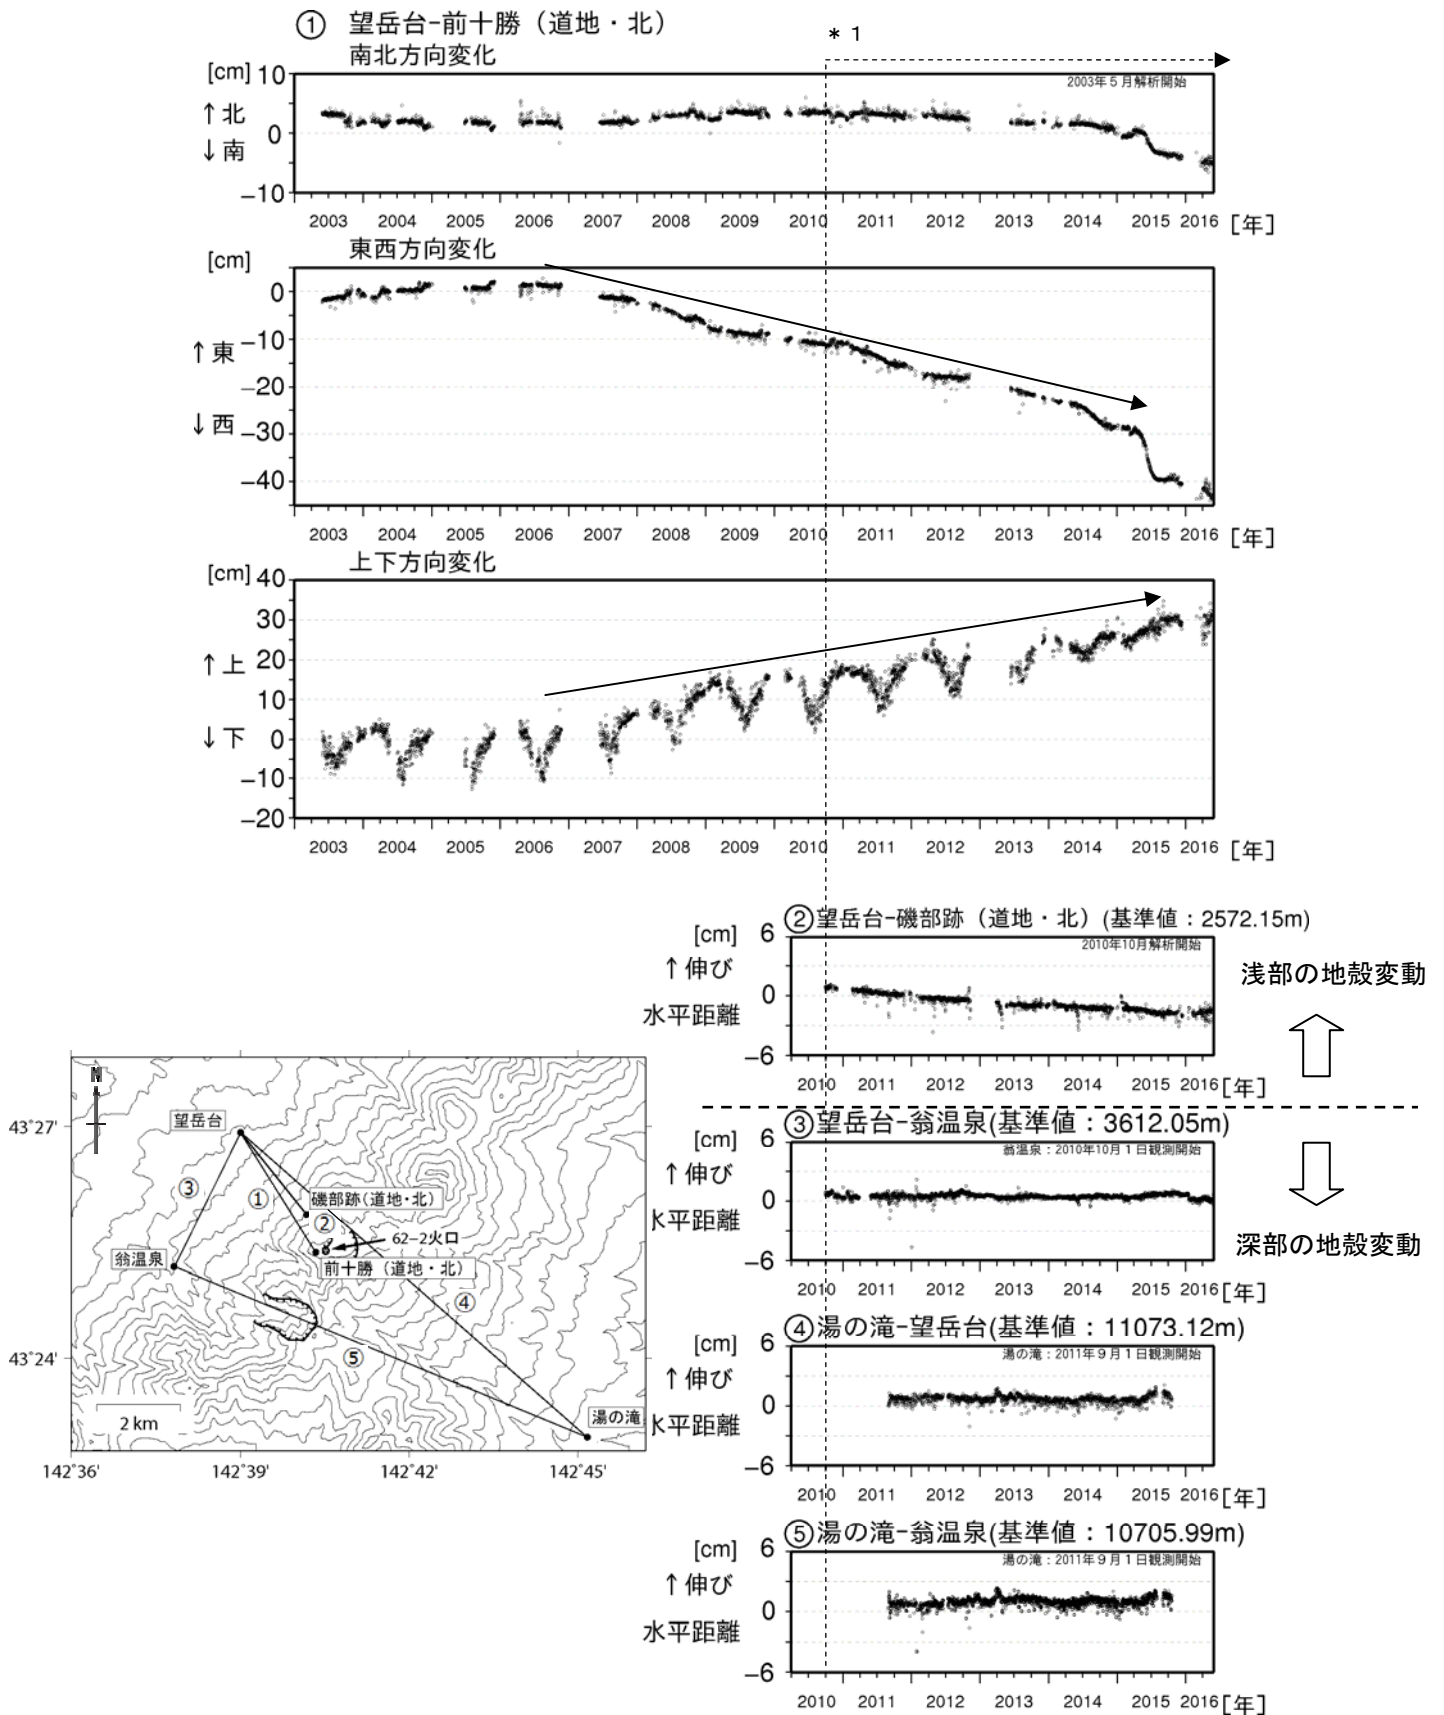 ① 望岳台−前十勝（道地・北）
南北方向変化
＊1
[cm]
10
0
−10
↑北
↓南
2003年５月解析開始
2003 2004 2005 2006 2007 2008 2009 2010 2011 2012 2013 2014 2015 2016 [年]
東西方向変化
[cm]
0
−10
−20
−30
−40
↑東
↓西
2003 2004 2005 2006 2007 2008 2009 2010 2011 2012 2013 2014 2015 2016 [年]
上下方向変化
[cm]
40
30
20
10
0
−10
−20
↑上
↓下
2003 2004 2005 2006 2007 2008 2009 2010 2011 2012 2013 2014 2015 2016 [年]
②望岳台−磯部跡（道地・北）(基準値：2572.15m)
[cm]
6
0
−6
↑伸び
水平距離
2010年10月解析開始
2010 2011 2012 2013 2014 2015 2016 [年]
浅部の地殻変動
③望岳台−翁温泉(基準値：3612.05m)
[cm]
6
0
−6
↑伸び
水平距離
翁温泉：2010年10月１日観測開始
2010 2011 2012 2013 2014 2015 2016 [年]
深部の地殻変動
④湯の滝−望岳台(基準値：11073.12m)
[cm]
6
0
−6
↑伸び
水平距離
湯の滝：2011年９月１日観測開始
2010 2011 2012 2013 2014 2015 2016 [年]
⑤湯の滝−翁温泉(基準値：10705.99m)
[cm]
6
0
−6
↑伸び
水平距離
湯の滝：2011年９月１日観測開始
2010 2011 2012 2013 2014 2015 2016 [年]
N
43°27'
43°24'
望岳台
③
①
磯部跡（道地・北）
②
62−2火口
翁温泉
前十勝（道地・北）
④
⑤
2 km
湯の滝
142°36' 142°39' 142°42' 142°45'